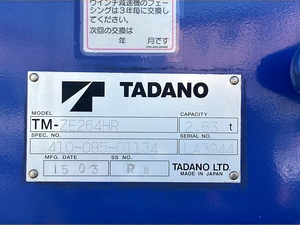 ウインチ減速機のフェー
シングは3年毎に交換し
てください。
次回の交換は
年 月です
TADANO
MODEL CAPACITY
TM-ZE264HR 2.63 t
SPEC. NO. SERIAL NO.
410-085-01134
MFG. DATE SS NO.
1503
TADANO LTD.
MADE IN JAPAN